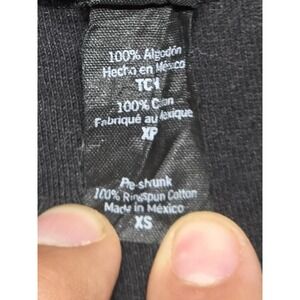 100% Algodón
Hecho en México
TCH
100% Coton
Fabriqué au Mexique
XP
Pre-shrunk
100% Ringspun Cotton
Made in México
XS